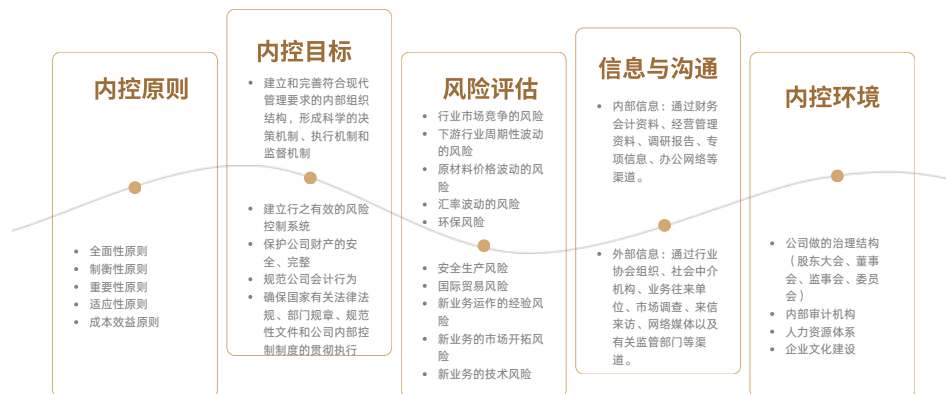 内控原则
全面性原则
制衡性原则
重要性原则
适应性原则
成本效益原则
内控目标
建立和完善符合现代
管理要求的内部组织
结构，形成科学的决
策机制、执行机制和
监督机制
建立行之有效的风险
控制系统
保护公司财产的安
全、完整
规范公司会计行为
确保国家有关法律法
规、部门规章、规范
性文件和公司内部控
制制度的贯彻执行
风险评估
行业市场竞争的风险
下游行业周期性波动
的风险
原材料价格波动的风
险
汇率波动的风险
环保风险
安全生产风险
国际贸易风险
新业务运作的经验风
险
新业务的市场开拓风
险
新业务的技术风险
信息与沟通
内部信息：通过财务
会计资料、经营管理
资料、调研报告、专
项信息、办公网络等
渠道。
外部信息：通过行业
协会组织、社会中介
机构、业务往来单
位、市场调查、来信
来访、网络媒体以及
有关监管部门等渠
道。
内控环境
公司做的治理结构
（股东大会、董事
会、监事会、委员
会）
内部审计机构
人力资源体系
企业文化建设